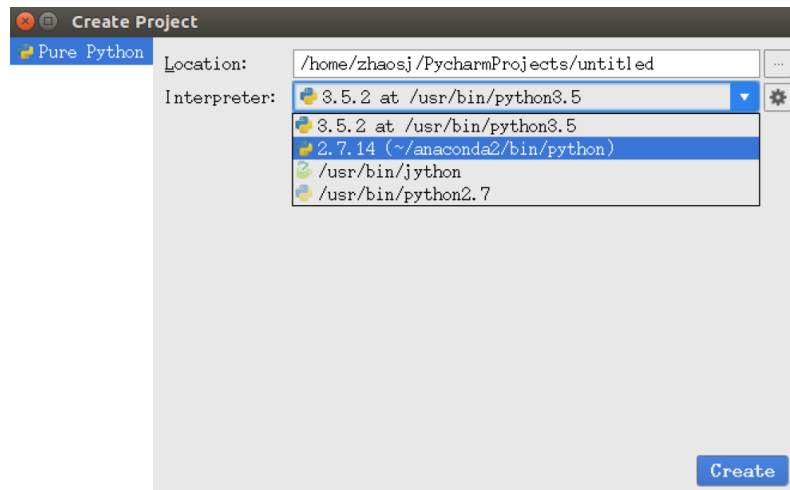 Create Project
Pure Python
Location: /home/zhaosj/PycharmProjects/untitled ...
Interpreter: 3.5.2 at /usr/bin/python3.5
3.5.2 at /usr/bin/python3.5
2.7.14 (~/anaconda2/bin/python)
/usr/bin/jython
/usr/bin/python2.7
Create